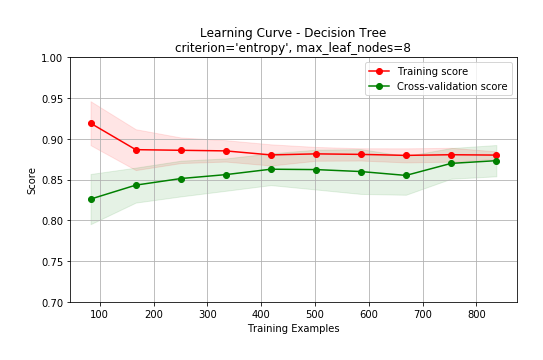 Learning Curve - Decision Tree
criterion='entropy', max_leaf_nodes=8
Training score
Cross-validation score
Score
1.00
0.95
0.90
0.85
0.80
0.75
0.70
100 200 300 400 500 600 700 800
Training Examples